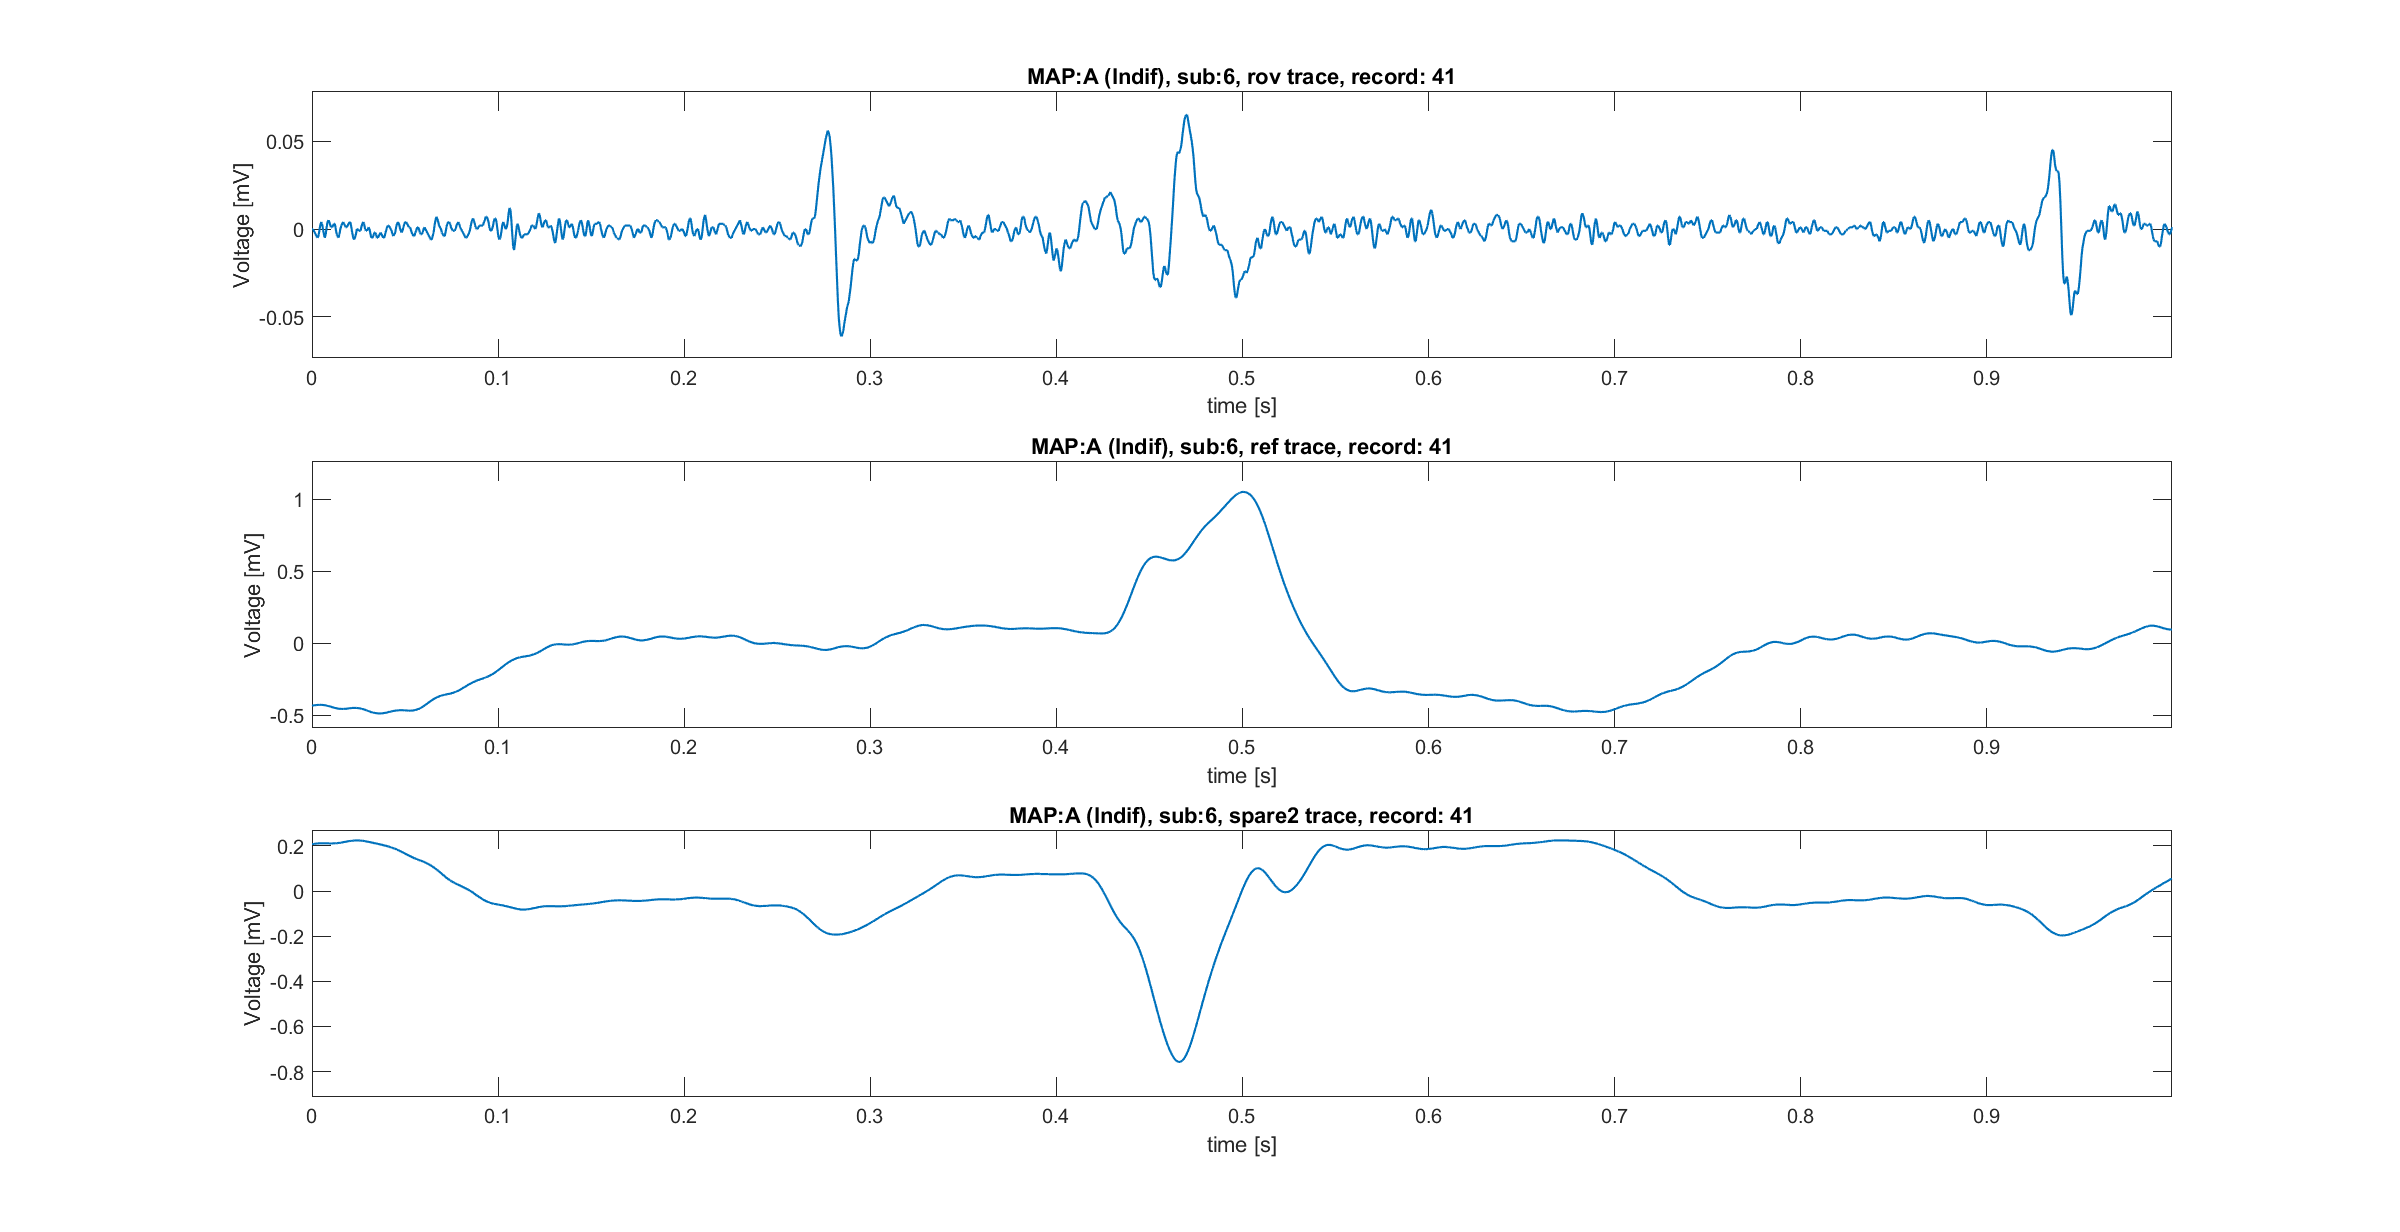 MAP:A (Indif), sub:6, rov trace, record: 41
Voltage [mV]
0.05
0
-0.05
0 0.1 0.2 0.3 0.4 0.5 0.6 0.7 0.8 0.9
time [s]
MAP:A (Indif), sub:6, ref trace, record: 41
Voltage [mV]
1
0.5
0
-0.5
0 0.1 0.2 0.3 0.4 0.5 0.6 0.7 0.8 0.9
time [s]
MAP:A (Indif), sub:6, spare2 trace, record: 41
Voltage [mV]
0.2
0
-0.2
-0.4
-0.6
-0.8
0 0.1 0.2 0.3 0.4 0.5 0.6 0.7 0.8 0.9
time [s]